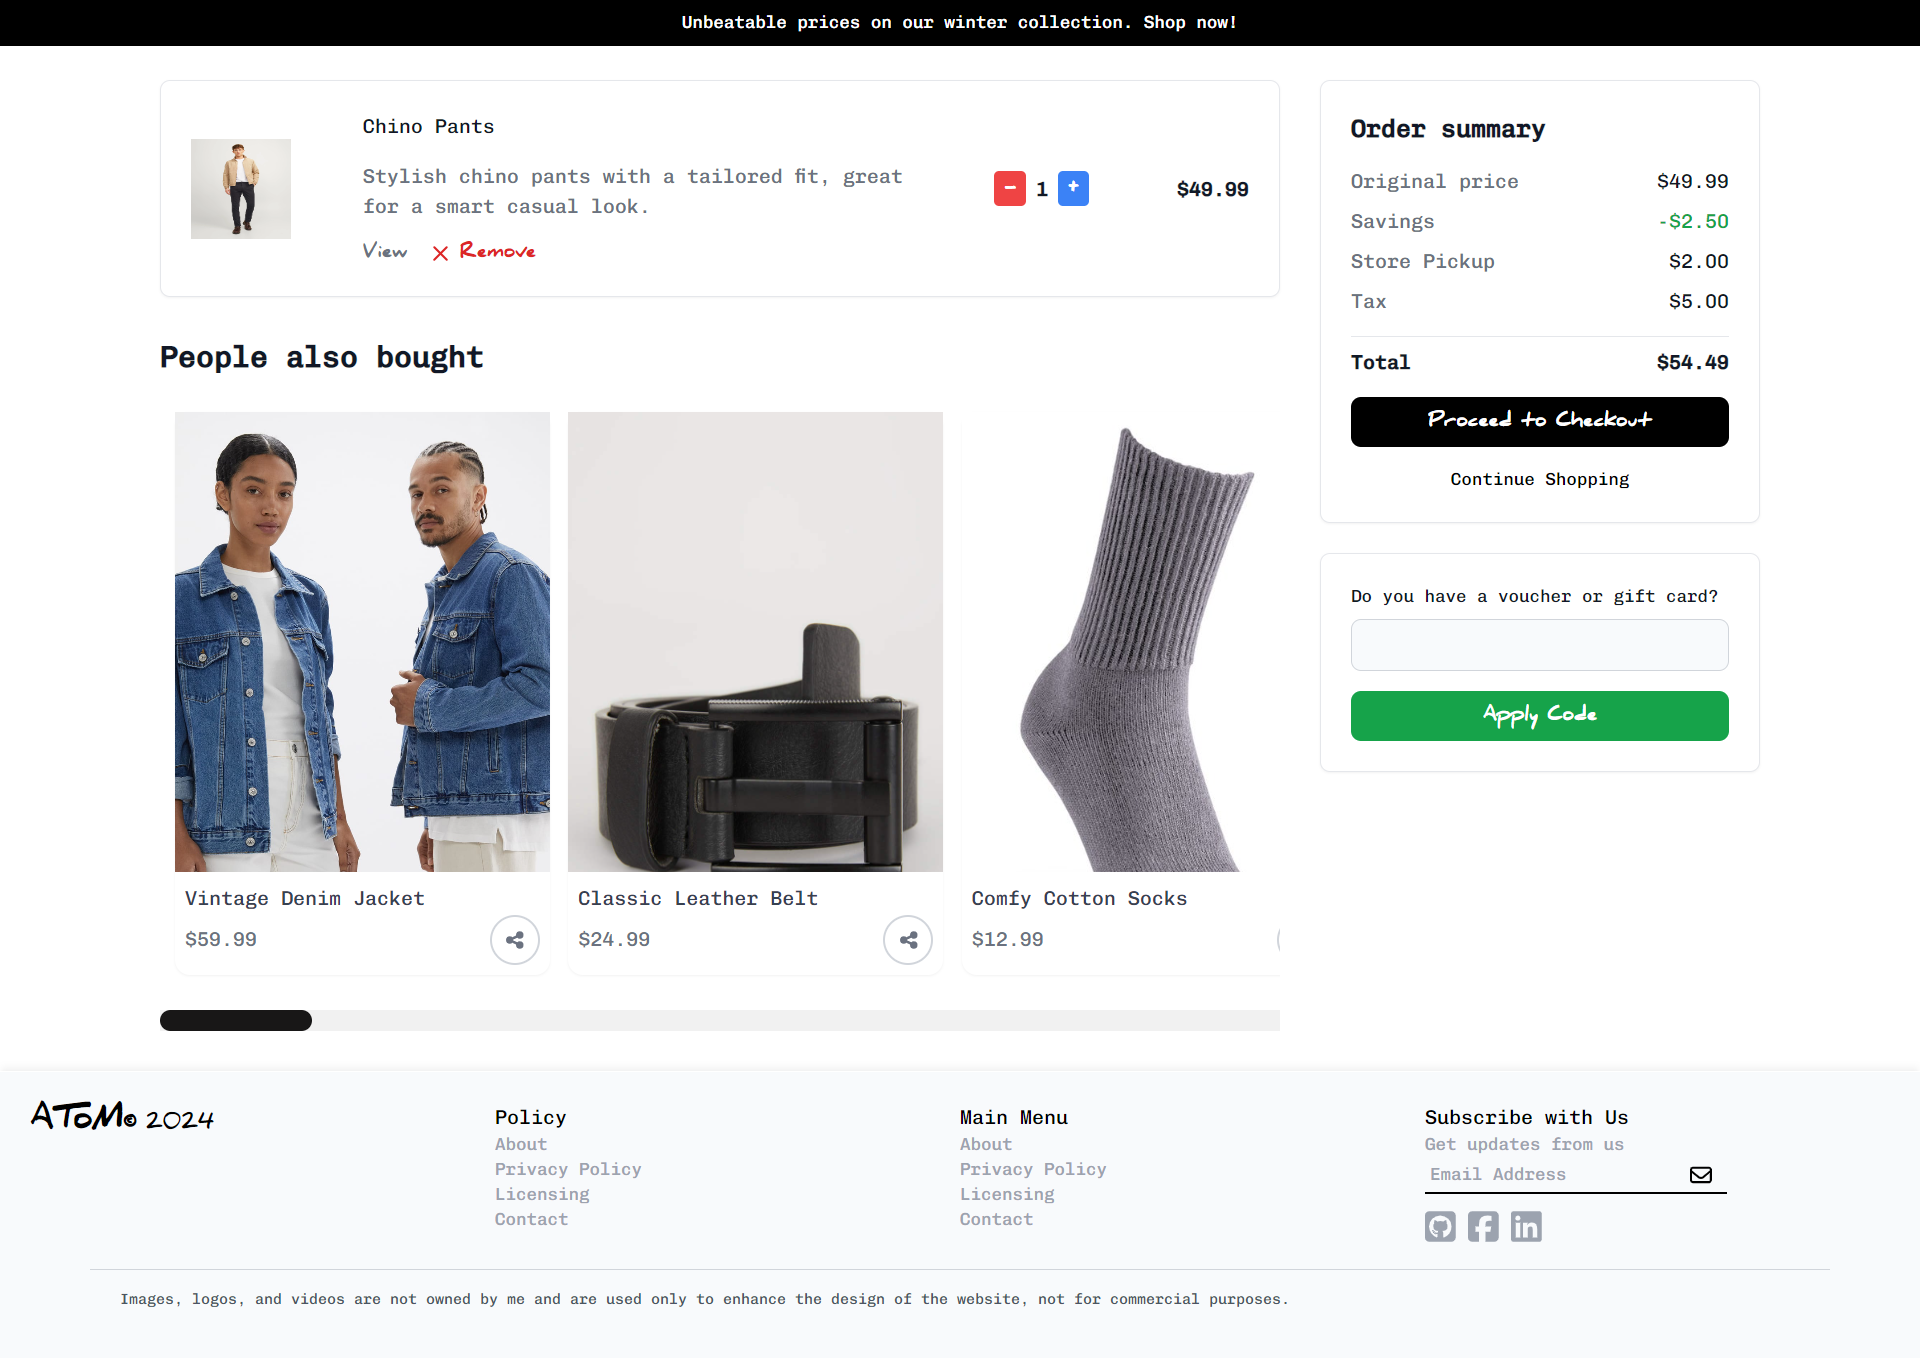 Unbeatable prices on our winter collection. Shop now!
Chino Pants
Stylish chino pants with a tailored fit, great
for a smart casual look.
View Remove
1
$49.99
People also bought
Vintage Denim Jacket
$59.99
Classic Leather Belt
$24.99
Comfy Cotton Socks
$12.99
Order summary
Original price $49.99
Savings -$2.50
Store Pickup $2.00
Tax $5.00
Total $54.49
Proceed to Checkout
Continue Shopping
Do you have a voucher or gift card?
Apply Code
AToM© 2024
Policy
About
Privacy Policy
Licensing
Contact
Main Menu
About
Privacy Policy
Licensing
Contact
Subscribe with Us
Get updates from us
Email Address
Images, logos, and videos are not owned by me and are used only to enhance the design of the website, not for commercial purposes.